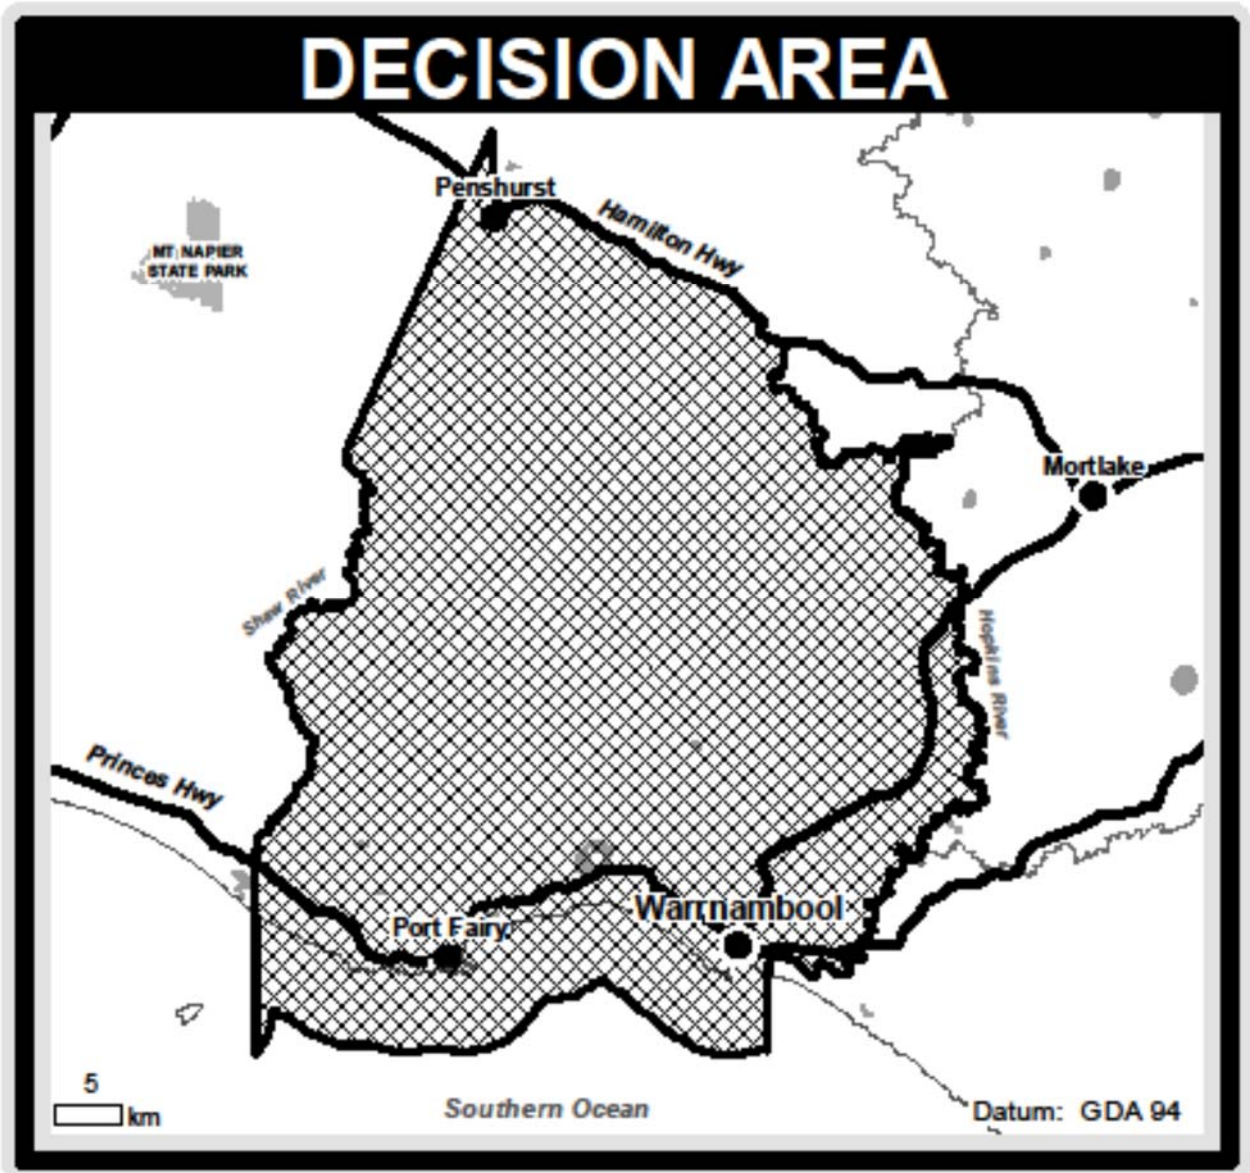 DECISION AREA
Penshurst
Hamilton Hwy
MT NAPIER
STATE PARK
Mortlake
Shaw River
Hopkins River
Princes Hwy
Warrnambool
Port Fairy
5
km
Southern Ocean
Datum: GDA 94